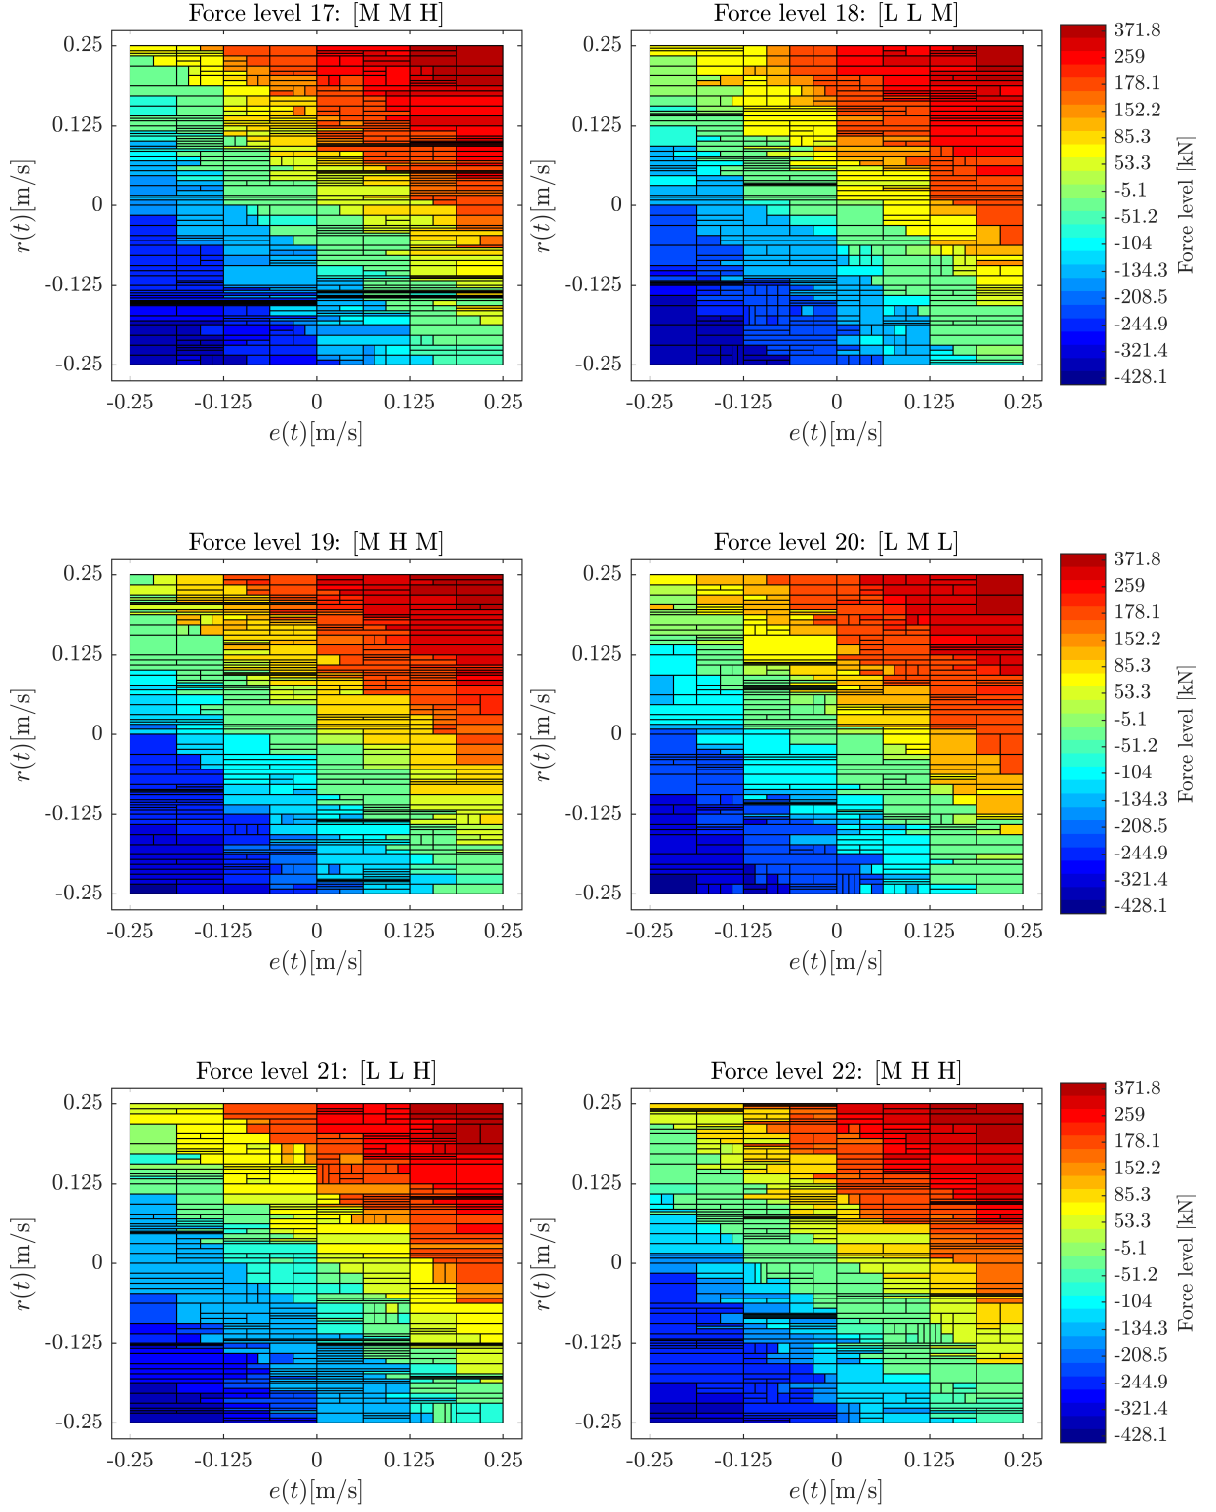 Force level 17: [M M H]
Force level 18: [L L M]
0.25
0.125
0
-0.125
-0.25
r(t)[m/s]
-0.25 -0.125 0 0.125 0.25
e(t)[m/s]
0.25
0.125
0
-0.125
-0.25
r(t)[m/s]
-0.25 -0.125 0 0.125 0.25
e(t)[m/s]
371.8
259
178.1
152.2
85.3
53.3
-5.1
-51.2
-104
-134.3
-208.5
-244.9
-321.4
-428.1
Force level [kN]
Force level 19: [M H M]
Force level 20: [L M L]
0.25
0.125
0
-0.125
-0.25
r(t)[m/s]
-0.25 -0.125 0 0.125 0.25
e(t)[m/s]
0.25
0.125
0
-0.125
-0.25
r(t)[m/s]
-0.25 -0.125 0 0.125 0.25
e(t)[m/s]
371.8
259
178.1
152.2
85.3
53.3
-5.1
-51.2
-104
-134.3
-208.5
-244.9
-321.4
-428.1
Force level [kN]
Force level 21: [L L H]
Force level 22: [M H H]
0.25
0.125
0
-0.125
-0.25
r(t)[m/s]
-0.25 -0.125 0 0.125 0.25
e(t)[m/s]
0.25
0.125
0
-0.125
-0.25
r(t)[m/s]
-0.25 -0.125 0 0.125 0.25
e(t)[m/s]
371.8
259
178.1
152.2
85.3
53.3
-5.1
-51.2
-104
-134.3
-208.5
-244.9
-321.4
-428.1
Force level [kN]